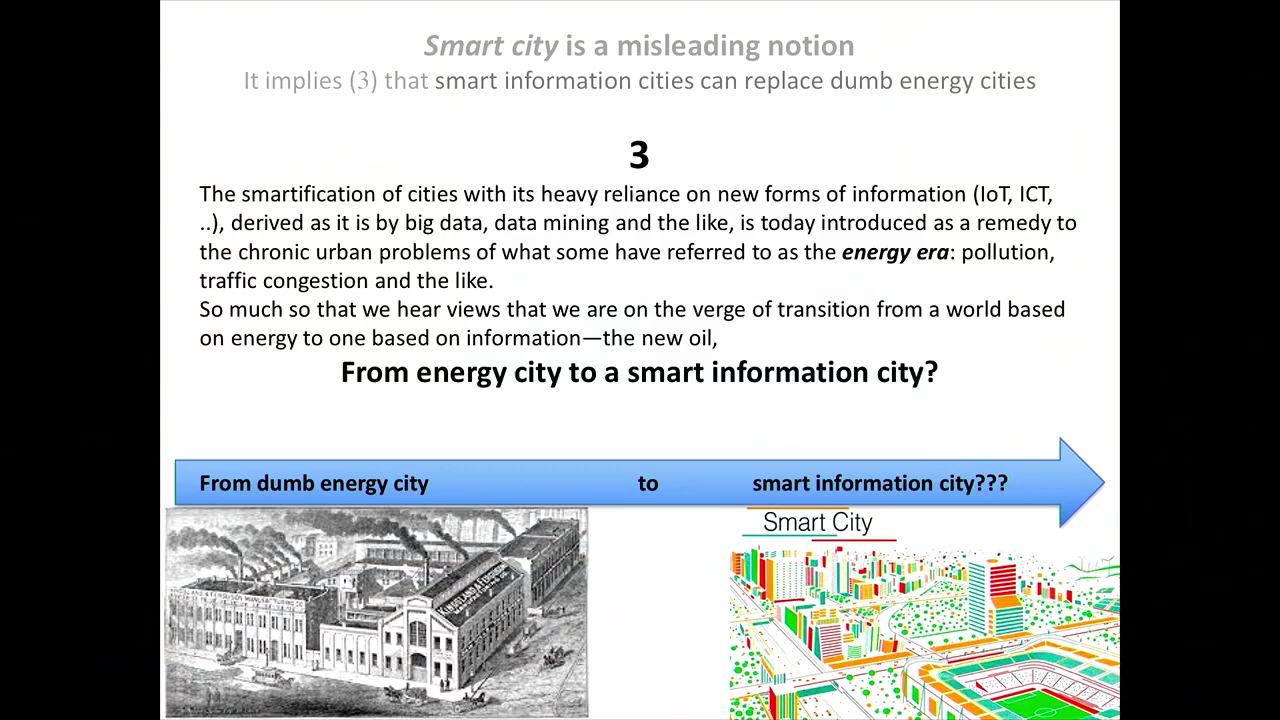 Smart city is a misleading notion
It implies (3) that smart information cities can replace dumb energy cities
3
The smartification of cities with its heavy reliance on new forms of information (IoT, ICT,
..), derived as it is by big data, data mining and the like, is today introduced as a remedy to
the chronic urban problems of what some have referred to as the energy era: pollution,
traffic congestion and the like.
So much so that we hear views that we are on the verge of transition from a world based
on energy to one based on information—the new oil,
From energy city to a smart information city?
From dumb energy city to smart information city???
Smart City